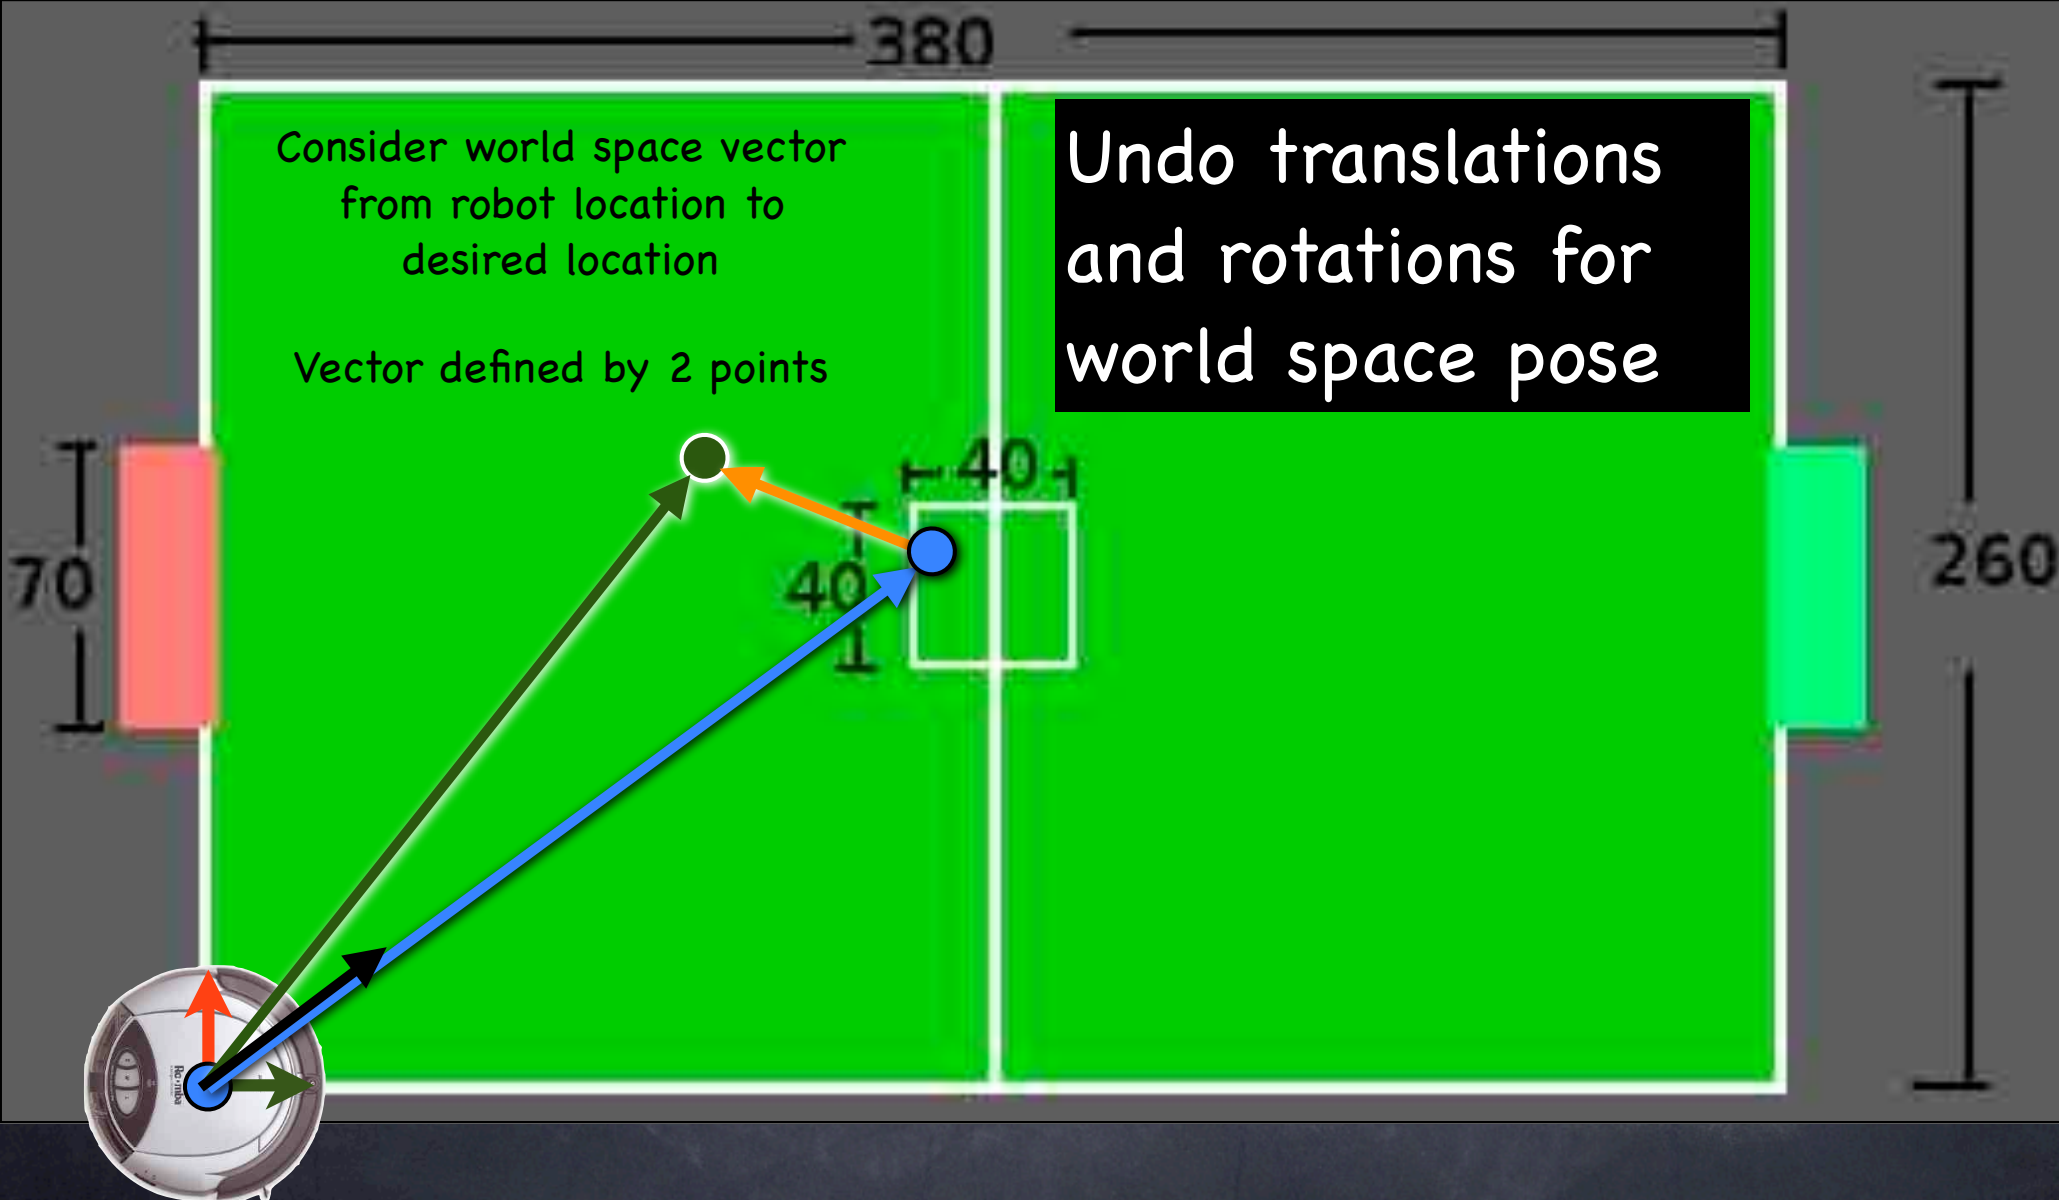 380
Consider world space vector
from robot location to
desired location
Vector defined by 2 points
Undo translations
and rotations for
world space pose
40
40
70
260